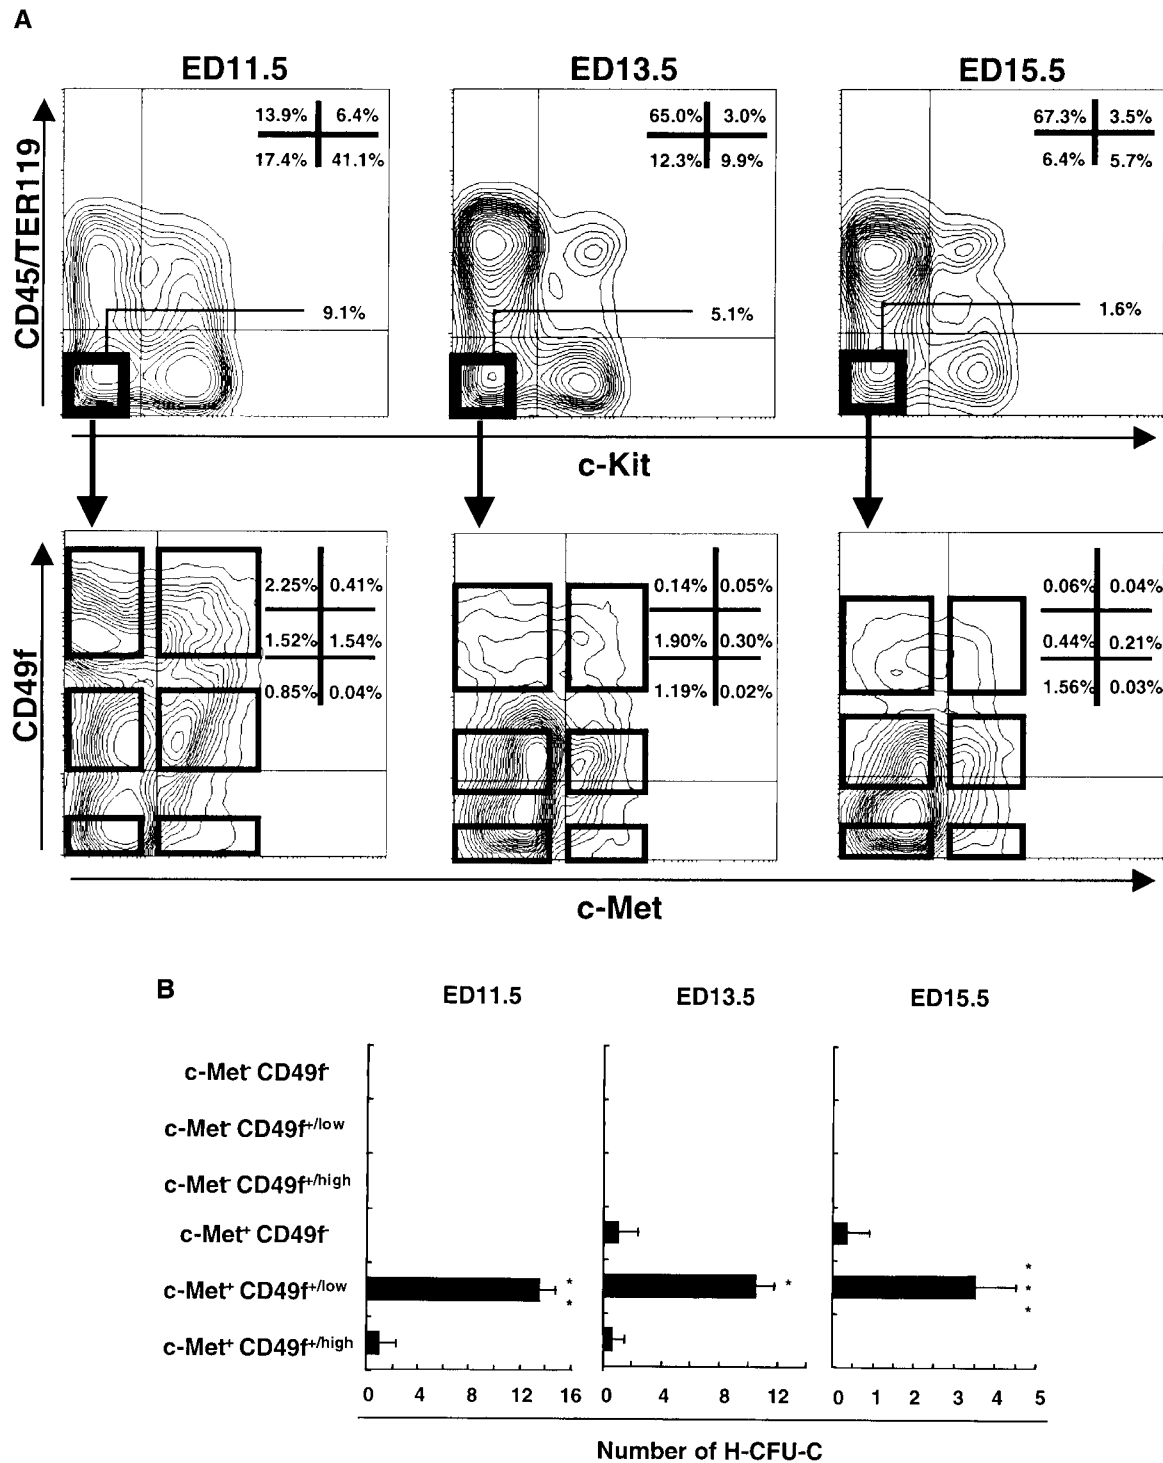 A
ED11.5 ED13.5 ED15.5
CD45/TER119
13.9% 6.4%
17.4% 41.1%
9.1%
65.0% 3.0%
12.3% 9.9%
5.1%
67.3% 3.5%
6.4% 5.7%
1.6%
c-Kit
CD49f
2.25% 0.41%
1.52% 1.54%
0.85% 0.04%
0.14% 0.05%
1.90% 0.30%
1.19% 0.02%
0.06% 0.04%
0.44% 0.21%
1.56% 0.03%
c-Met
B
ED11.5 ED13.5 ED15.5
c-Met- CD49f-
c-Met- CD49f+/low
c-Met- CD49f+/high
c-Met+ CD49f-
c-Met+ CD49f+/low
c-Met+ CD49f+/high
* *
*
* * *
0 4 8 12 16
0 4 8 12
0 1 2 3 4 5
Number of H-CFU-C